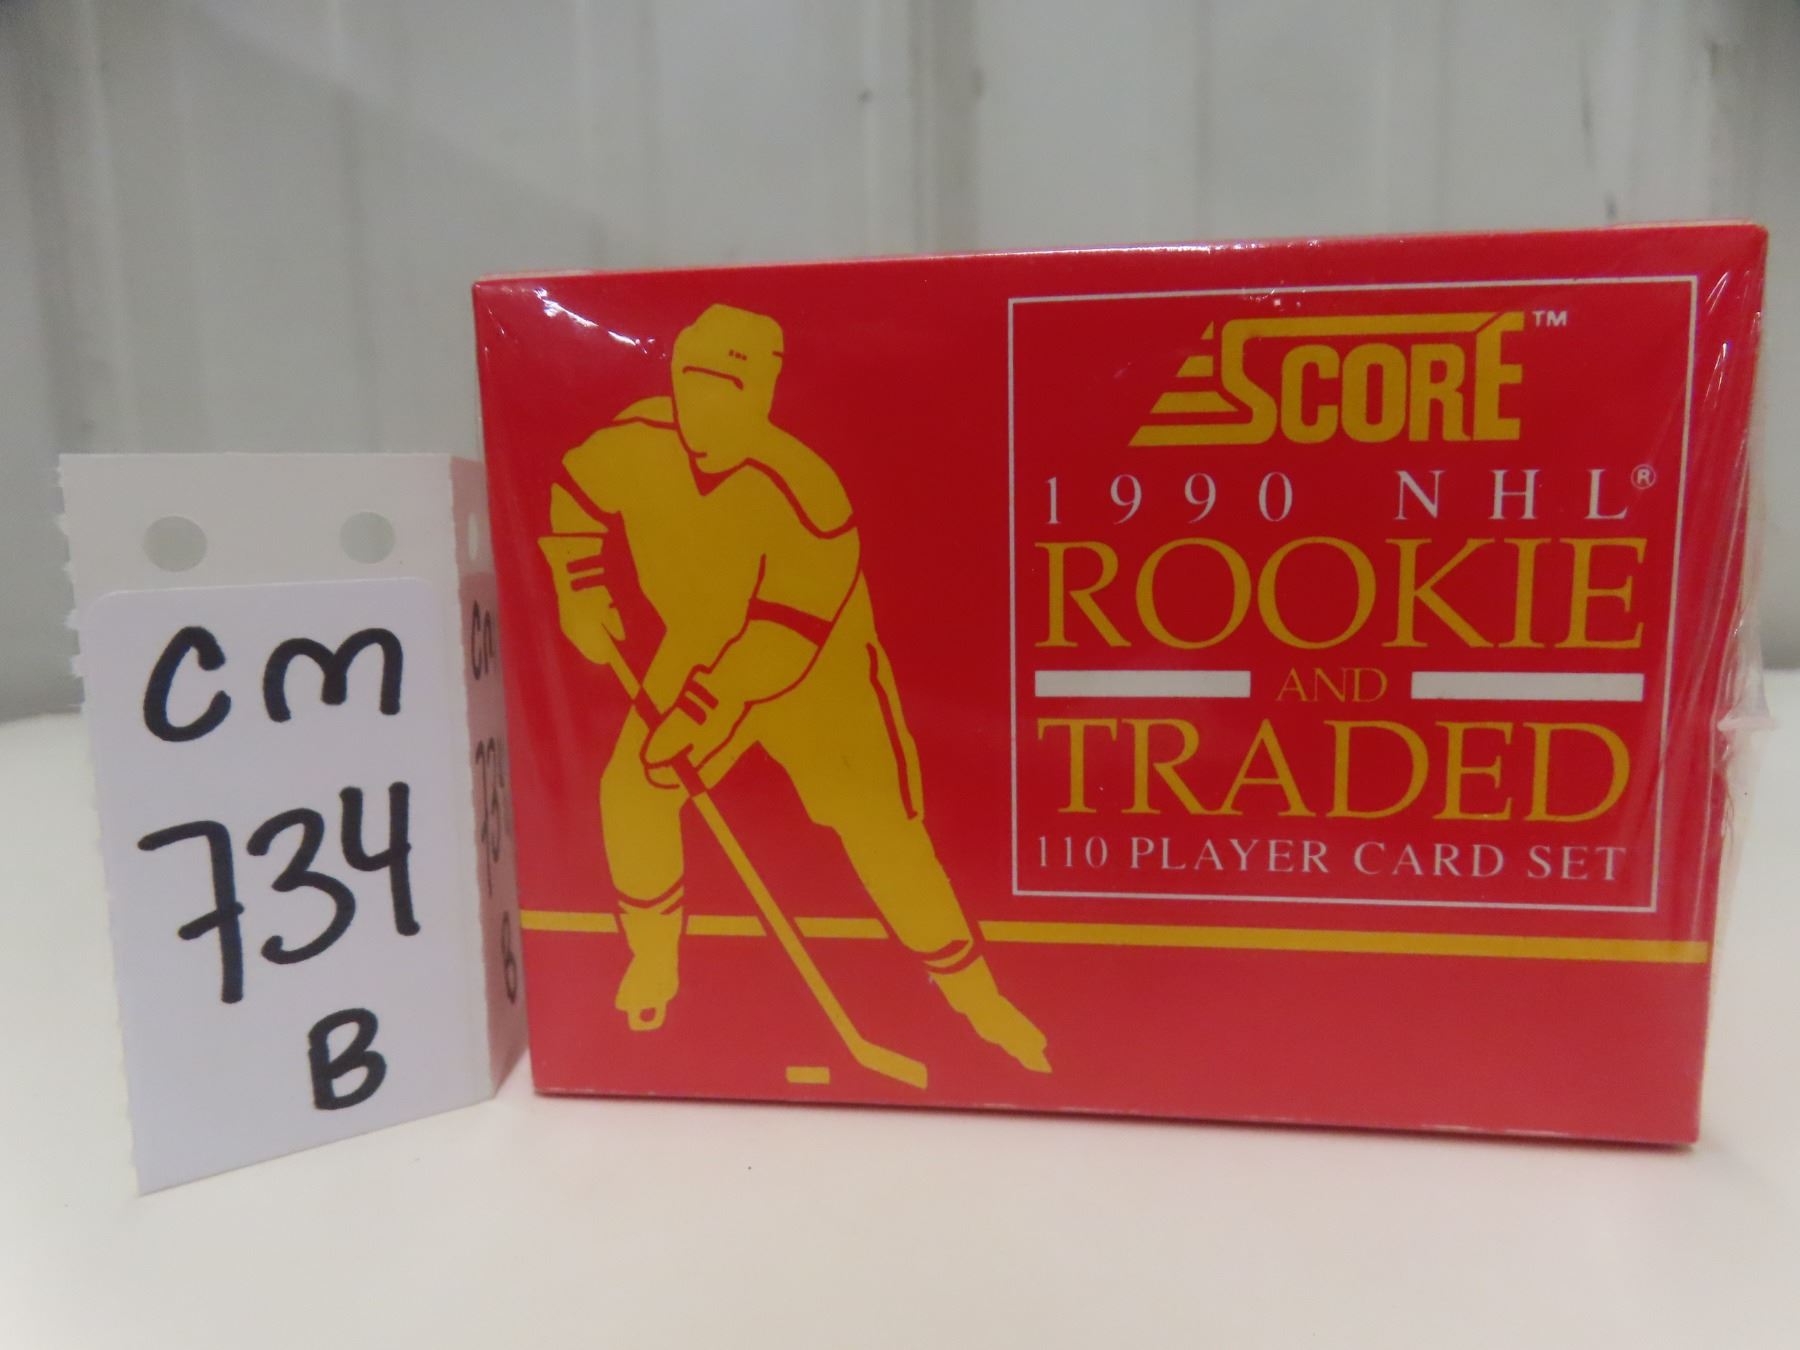 CM
734
B
SCORE™
1990 NHL®
ROOKIE
AND
TRADED
110 PLAYER CARD SET